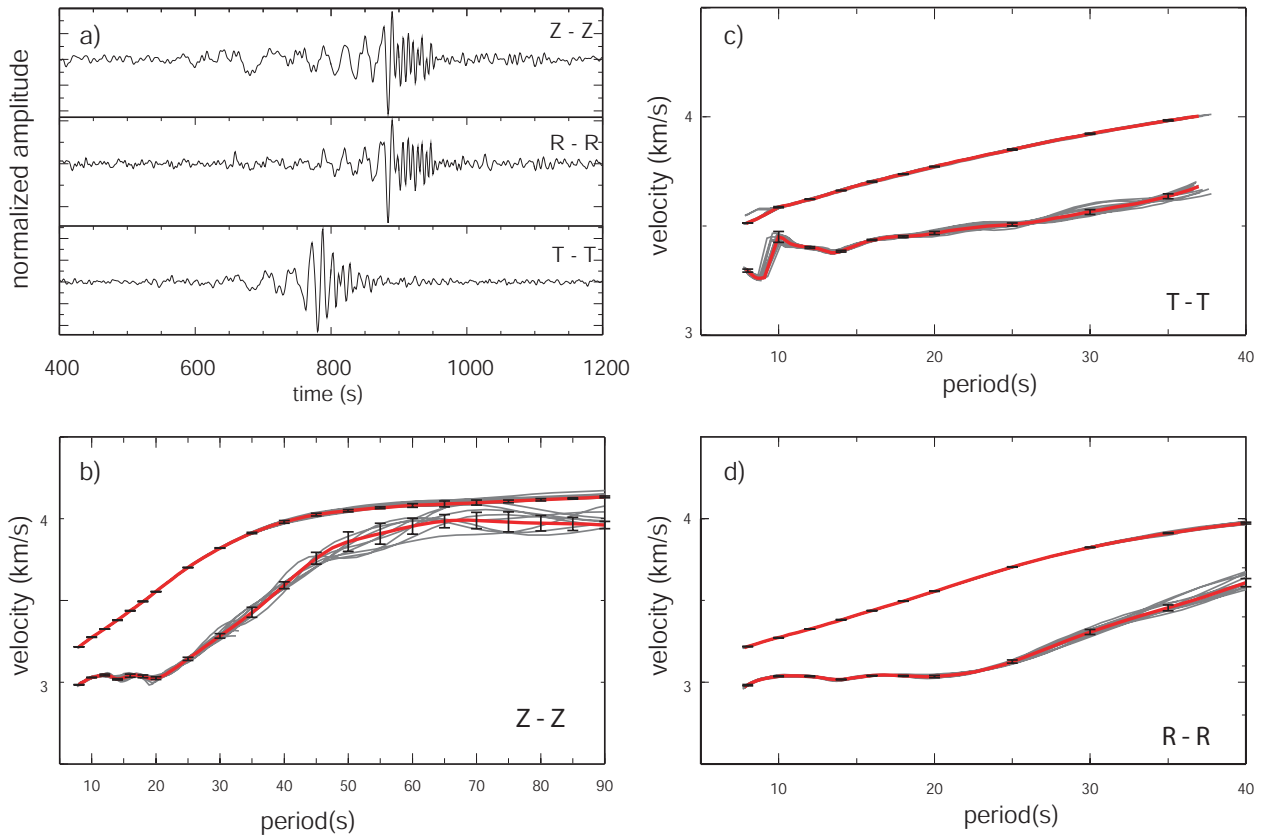 a)
Z - Z
R - R
T - T
normalized amplitude
400 600 800 1000 1200
time (s)
c)
4
3
velocity (km/s)
T - T
10 20 30 40
period(s)
b)
4
3
velocity (km/s)
Z - Z
10 20 30 40 50 60 70 80 90
period(s)
d)
4
3
velocity (km/s)
R - R
10 20 30 40
period(s)